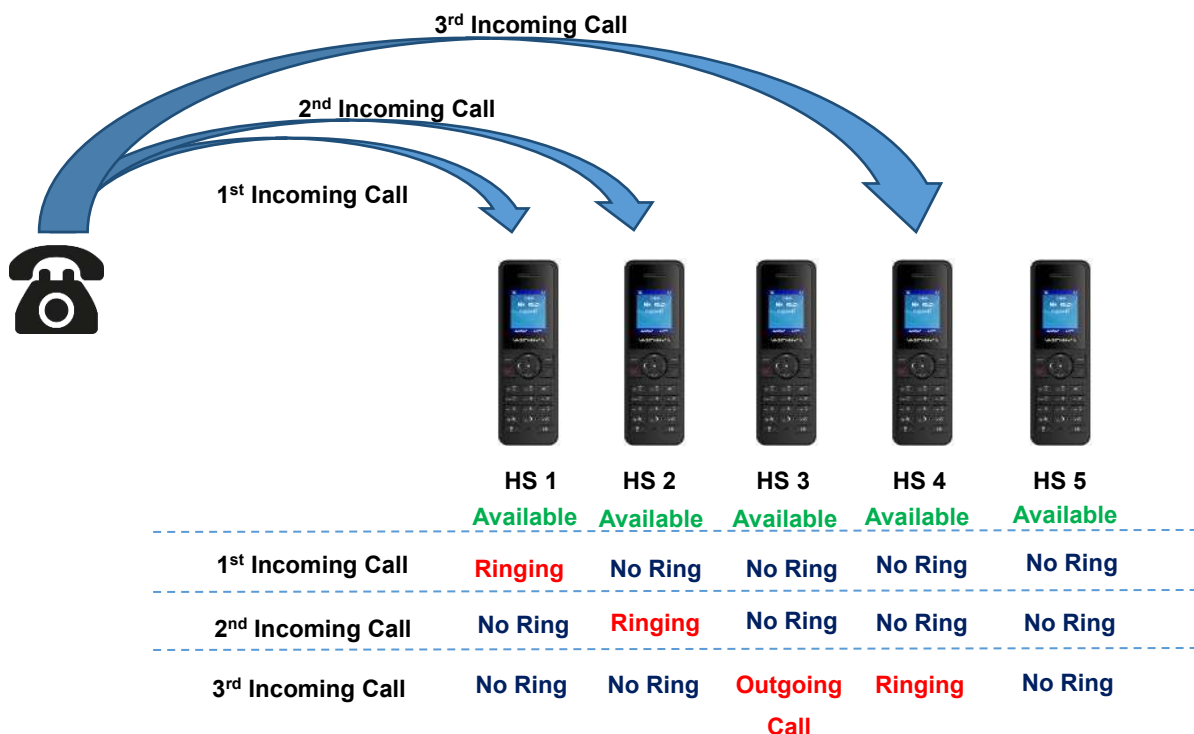 3rd Incoming Call
2nd Incoming Call
1st Incoming Call
HS 1 HS 2 HS 3 HS 4 HS 5
Available Available Available Available Available
1st Incoming Call Ringing No Ring No Ring No Ring No Ring
2nd Incoming Call No Ring Ringing No Ring No Ring No Ring
3rd Incoming Call No Ring No Ring Outgoing Ringing No Ring
Call